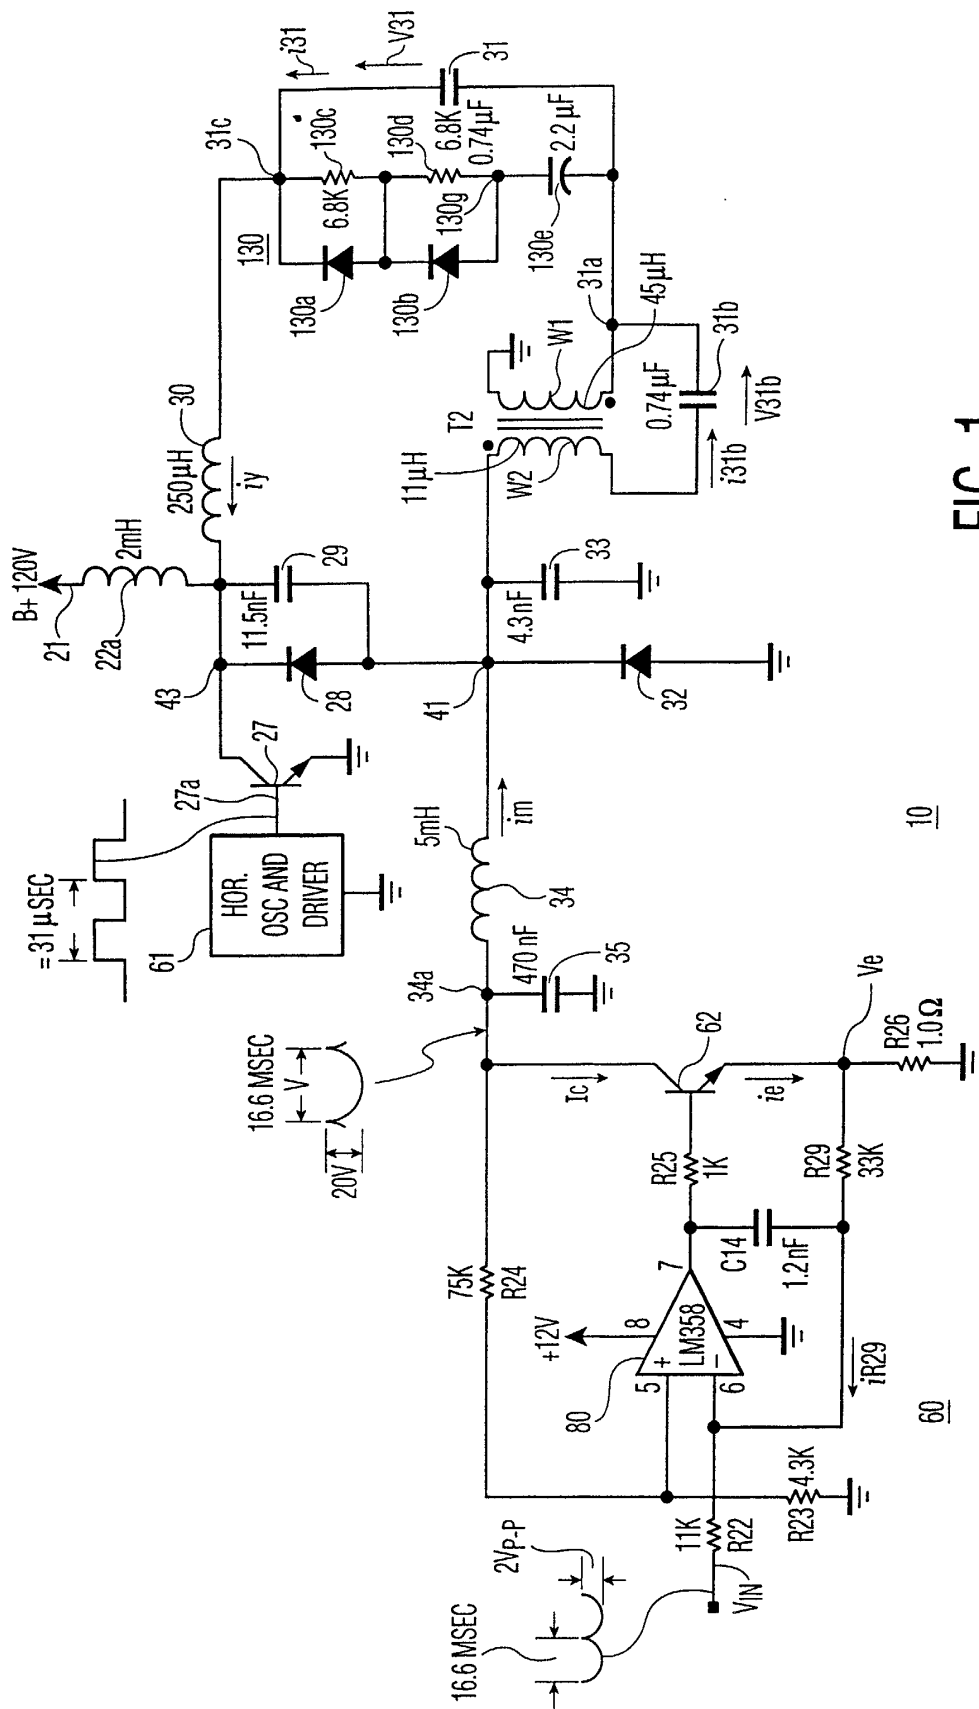 = 31 µSEC
HOR.
OSC AND
DRIVER
61
27a
27
43
B+ 120V
21
22a
2mH
250µH
30
iy
11.5nF
29
28
41
32
4.3nF
33
31c
130
130a
130b
130c
6.8K
130d
6.8K
0.74µF
130g
130e
2.2µF
i31
V31
31
T2
11µH
W2
W1
31a
45µH
0.74µF
31b
i31b
V31b
5mH
34
im
34a
470 nF
35
16.6 MSEC
V
20V
75K
R24
Ic
62
ie
Ve
R26
1.0Ω
R25
1K
R29
33K
C14
1.2nF
iR29
+12V
8
7
LM358
+
−
4
5
6
80
R23
4.3K
11K
R22
VIN
2VP-P
16.6 MSEC
60
10
FIG. 1